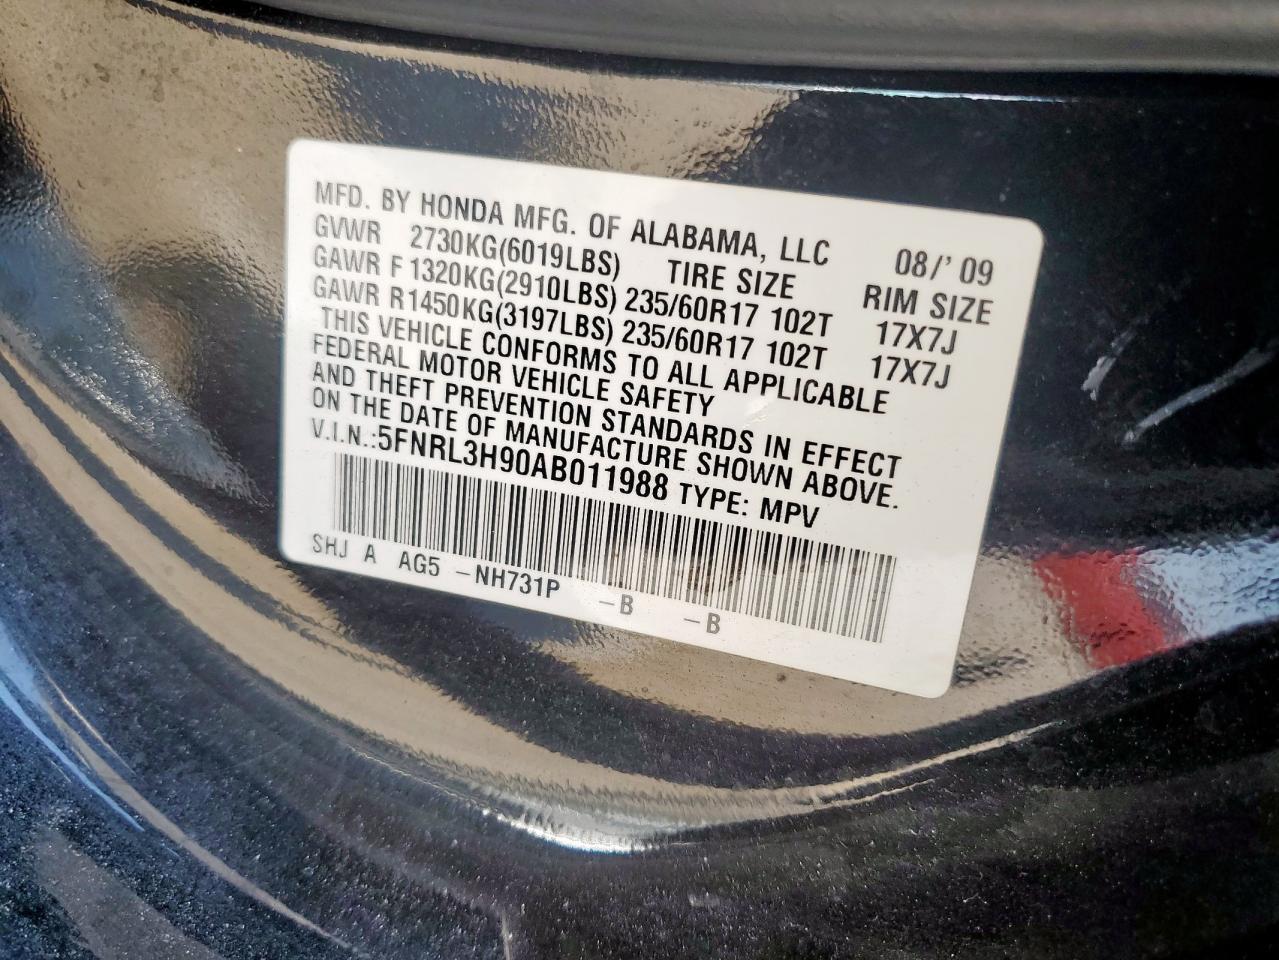 MFD. BY HONDA MFG. OF ALABAMA, LLC 08/' 09
GVWR 2730KG(6019LBS) TIRE SIZE RIM SIZE
GAWR F 1320KG(2910LBS) 235/60R17 102T 17X7J
GAWR R1450KG(3197LBS) 235/60R17 102T 17X7J
THIS VEHICLE CONFORMS TO ALL APPLICABLE
FEDERAL MOTOR VEHICLE SAFETY
AND THEFT PREVENTION STANDARDS IN EFFECT
ON THE DATE OF MANUFACTURE SHOWN ABOVE.
V.I.N.:5FNRL3H90AB011988 TYPE: MPV
SHJ A AG5 -NH731P -B -B